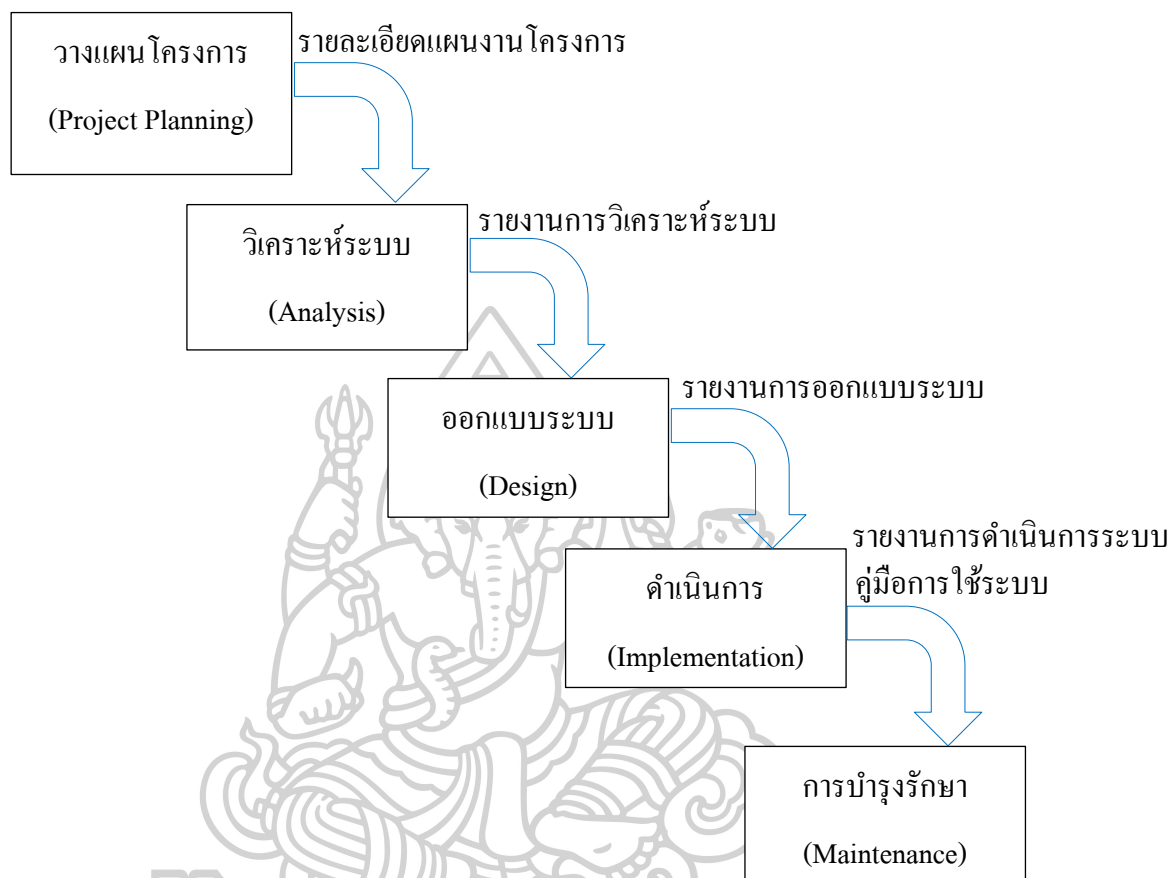 วางแผนโครงการ
(Project Planning)
รายละเอียดแผนงานโครงการ
วิเคราะห์ระบบ
(Analysis)
รายงานการวิเคราะห์ระบบ
ออกแบบระบบ
(Design)
รายงานการออกแบบระบบ
ดำเนินการ
(Implementation)
รายงานการดำเนินการระบบ
คู่มือการใช้ระบบ
การบำรุงรักษา
(Maintenance)